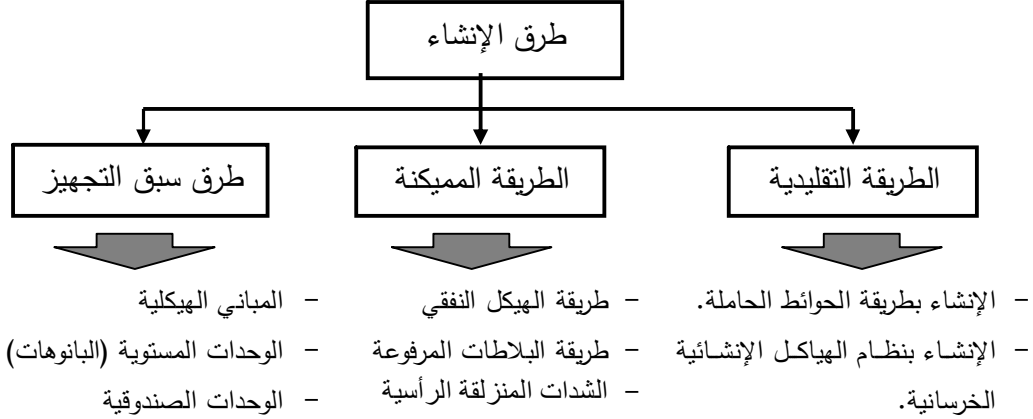 طرق الإنشاء
الطريقة التقليدية
الطريقة المميكنة
طرق سبق التجهيز
- الإنشاء بطريقة الحوائط الحاملة.
- الإنشاء بنظام الهياكل الإنشائية
الخرسانية.
- طريقة الهيكل النفقي
- طريقة البلاطات المرفوعة
- الشدات المنزلقة الرأسية
- المباني الهيكلية
- الوحدات المستوية (البانوهات)
- الوحدات الصندوقية